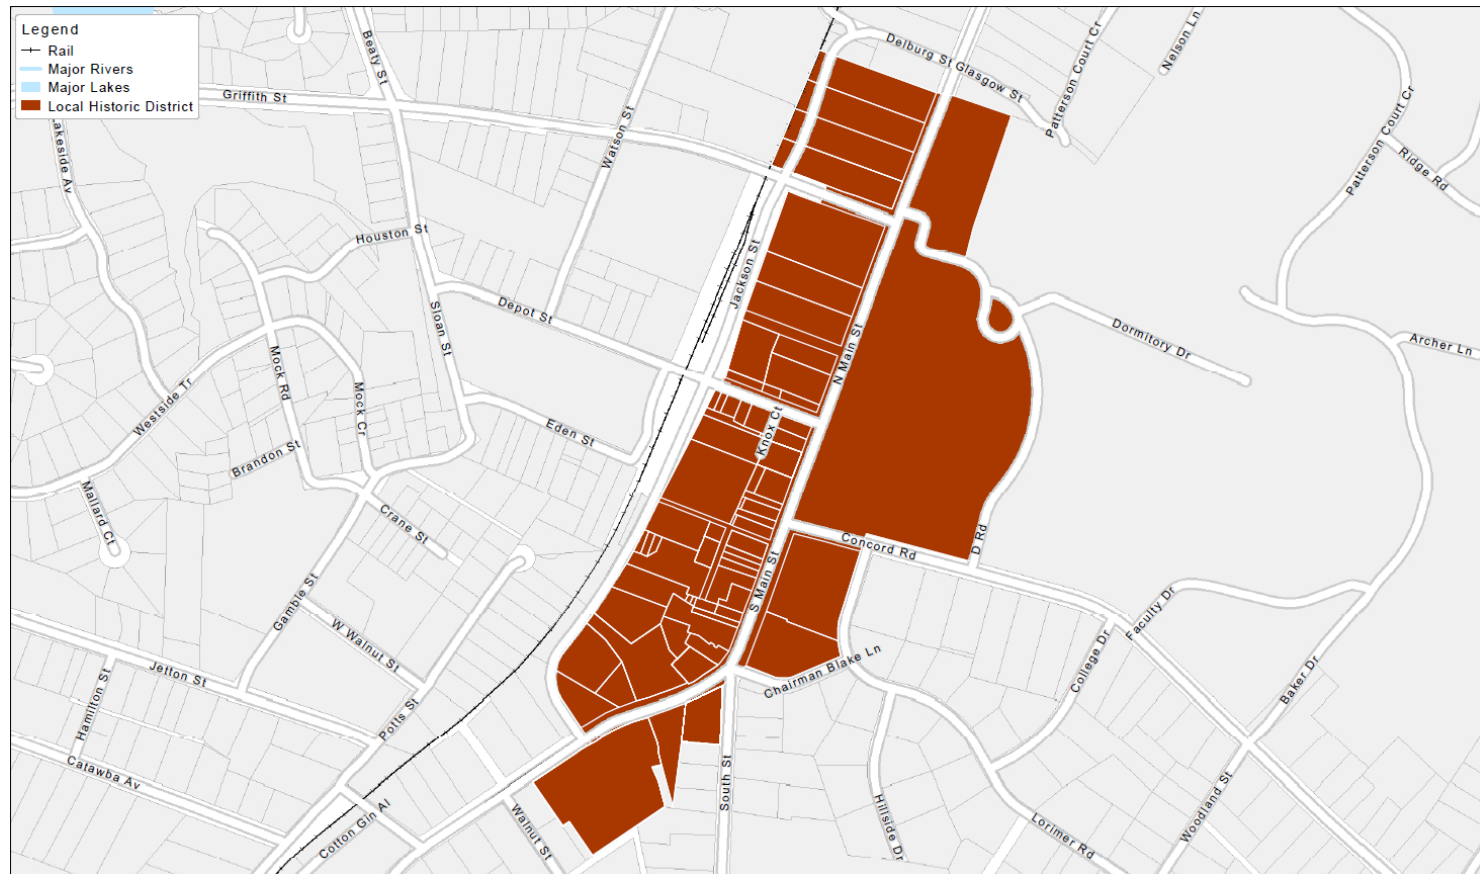 Legend
Rail
Major Rivers
Major Lakes
Local Historic District
Beaty St
Delburg St
Glasgow St
Patterson Court Cr
Nelson Ln
Griffith St
Watson St
Lakeside Av
Patterson Court Cr
Ridge Rd
Houston St
Jackson St
Depot St
Sloan St
N Main St
Dormitory Dr
Archer Ln
Mock Rd
Mock Cr
Westside Tr
Eden St
Knox Ct
Brandon St
Mallard Ct
Crane St
Concord Rd
D Rd
S Main St
Gamble St
Faculty Dr
W Walnut St
College Dr
Chairman Blake Ln
Jetton St
Hamilton St
Potts St
Baker Dr
Catawba Av
South St
Cotton Gin Al
Walnut St
Hillside Dr
Lorimer Rd
Woodland St